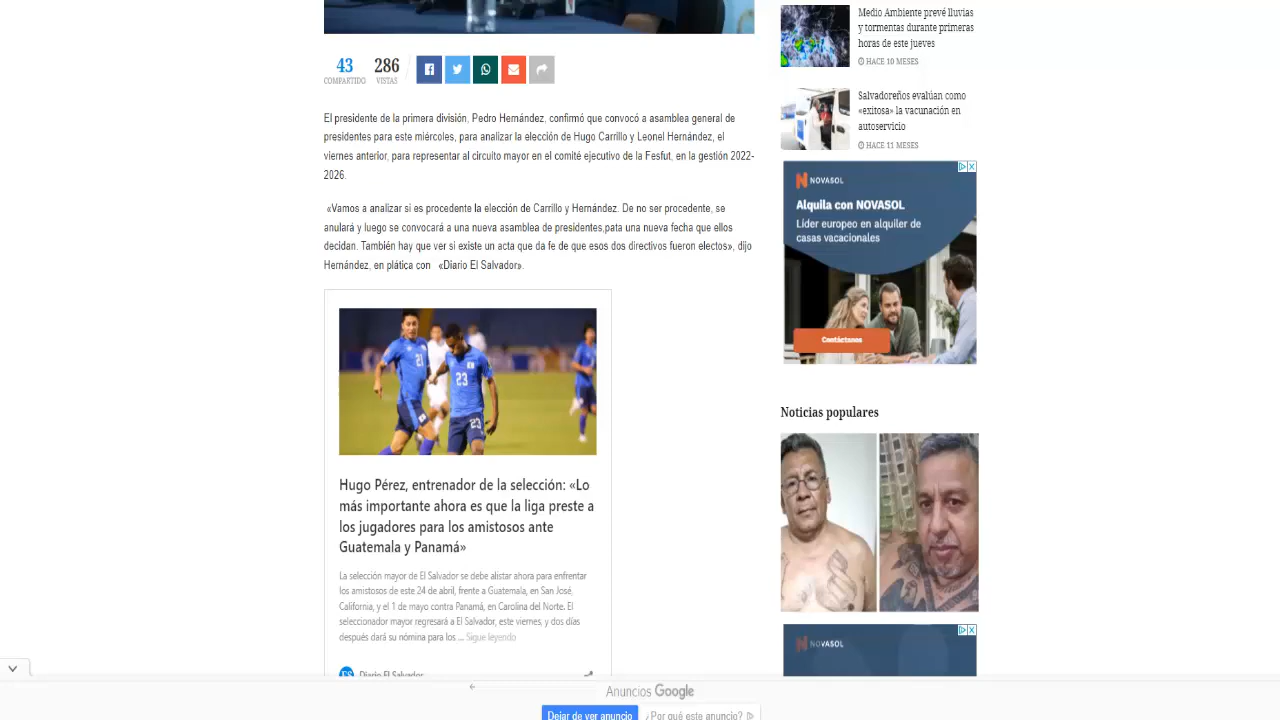 43
COMPARTIDO
286
VISTAS
El presidente de la primera división, Pedro Hernández, confirmó que convocó a asamblea general de
presidentes para este miércoles, para analizar la elección de Hugo Carrillo y Leonel Hernández, el
viernes anterior, para representar al circuito mayor en el comité ejecutivo de la Fesfut, en la gestión 2022-
2026.
«Vamos a analizar si es procedente la elección de Carrillo y Hernández. De no ser procedente, se
anulará y luego se convocará a una nueva asamblea de presidentes,pata una nueva fecha que ellos
decidan. También hay que ver si existe un acta que da fe de que esos dos directivos fueron electos», dijo
Hernández, en plática con «Diario El Salvador».
21
23
23
Hugo Pérez, entrenador de la selección: «Lo
más importante ahora es que la liga preste a
los jugadores para los amistosos ante
Guatemala y Panamá»
La selección mayor de El Salvador se debe alistar ahora para enfrentar
los amistosos de este 24 de abril, frente a Guatemala, en San José,
California, y el 1 de mayo contra Panamá, en Carolina del Norte. El
seleccionador mayor regresará a El Salvador, este viernes, y dos días
después dará su nómina para los ... Sigue leyendo
ES Diario El Salvador
Medio Ambiente prevé lluvias
y tormentas durante primeras
horas de este jueves
HACE 10 MESES
Salvadoreños evalúan como
«exitosa» la vacunación en
autoservicio
HACE 11 MESES
NOVASOL
Alquila con NOVASOL
Líder europeo en alquiler de
casas vacacionales
Contáctanos
Noticias populares
NOVASOL
Anuncios Google
Dejar de ver anuncio
¿Por qué este anuncio?